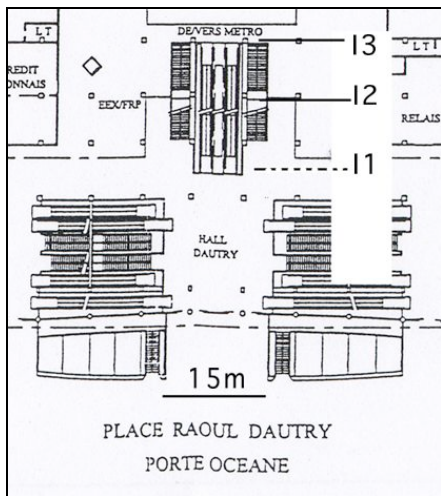 LT
DE/VERS METRO
I3
LT
REDIT
ONNAIS
EEX/FRP
I2
RELAIS
I1
HALL
DAUTRY
15m
PLACE RAOUL DAUTRY
PORTE OCEANE